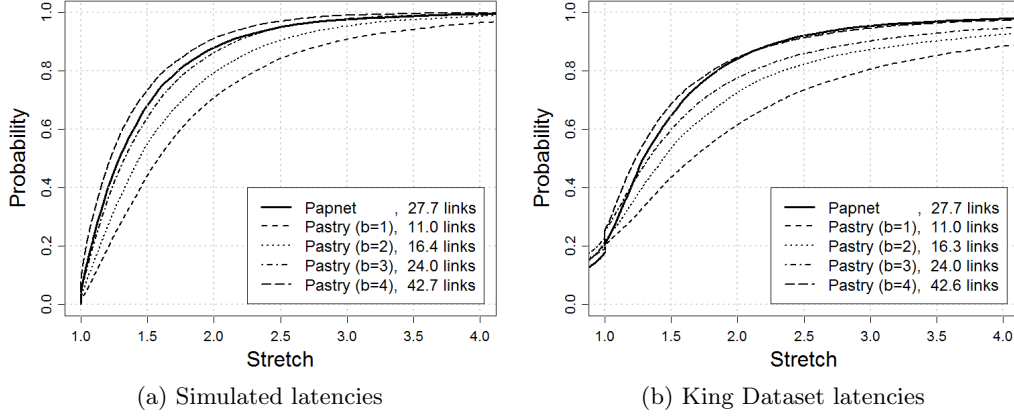 1.0
0.8
0.6
0.4
0.2
0.0
Probability
Papnet , 27.7 links
Pastry (b=1), 11.0 links
Pastry (b=2), 16.4 links
Pastry (b=3), 24.0 links
Pastry (b=4), 42.7 links
1.0 1.5 2.0 2.5 3.0 3.5 4.0
Stretch
(a) Simulated latencies
1.0
0.8
0.6
0.4
0.2
0.0
Probability
Papnet , 27.7 links
Pastry (b=1), 11.0 links
Pastry (b=2), 16.3 links
Pastry (b=3), 24.0 links
Pastry (b=4), 42.6 links
1.0 1.5 2.0 2.5 3.0 3.5 4.0
Stretch
(b) King Dataset latencies